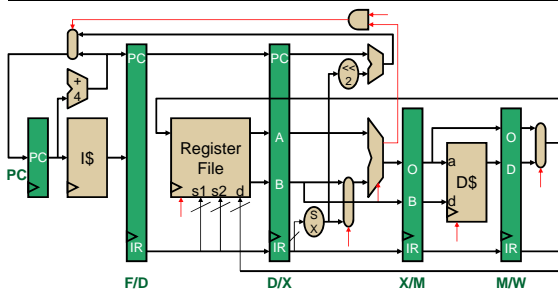 PC
PC
<<
2
+
4
PC
PC
I$
Register
File
s1 s2 d
A
B
S
X
O
B
a
D$
d
O
D
IR
IR
IR
IR
F/D
D/X
X/M
M/W